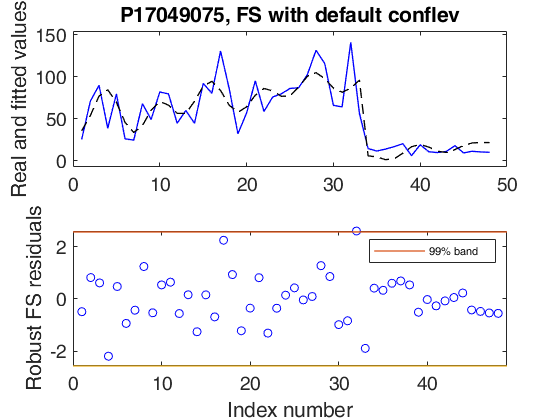 P17049075, FS with default conflev
Real and fitted values
150
100
50
0
0 10 20 30 40 50
Robust FS residuals
2
0
-2
99% band
0 10 20 30 40
Index number